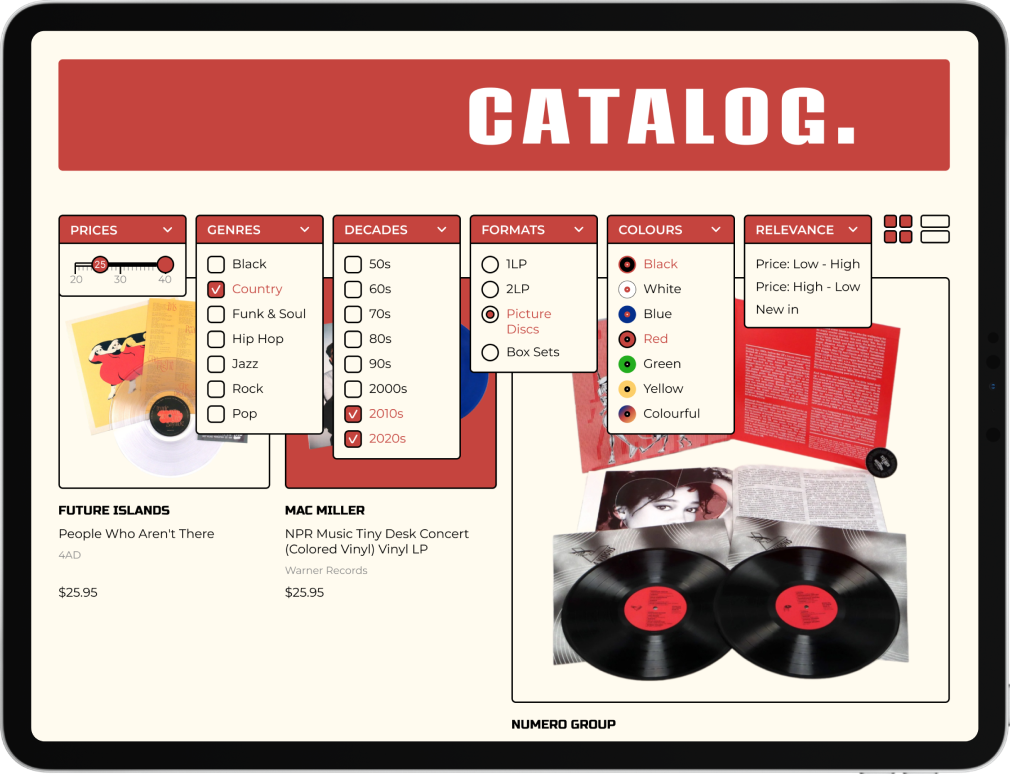 CATALOG.
PRICES
25
20 30 40
GENRES
Black
Country
Funk & Soul
Hip Hop
Jazz
Rock
Pop
DECADES
50s
60s
70s
80s
90s
2000s
2010s
2020s
FORMATS
1LP
2LP
Picture
Discs
Box Sets
COLOURS
Black
White
Blue
Red
Green
Yellow
Colourful
RELEVANCE
Price: Low - High
Price: High - Low
New in
FUTURE ISLANDS
People Who Aren't There
4AD
$25.95
MAC MILLER
NPR Music Tiny Desk Concert
(Colored Vinyl) Vinyl LP
Warner Records
$25.95
NUMERO GROUP